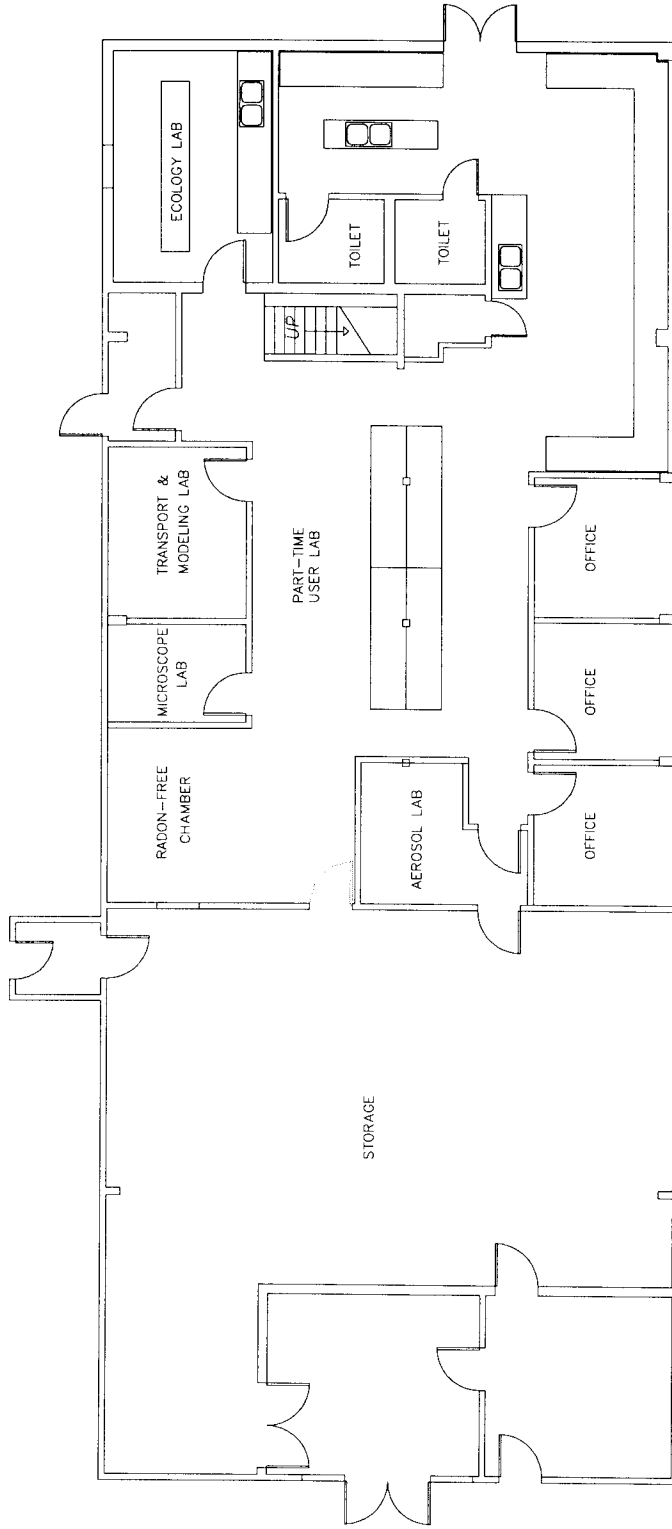 ECOLOGY LAB
TOILET
TOILET
UP
TRANSPORT &
MODELING LAB
PART-TIME
USER LAB
MICROSCOPE
LAB
RADON-FREE
CHAMBER
AEROSOL LAB
OFFICE
OFFICE
OFFICE
STORAGE